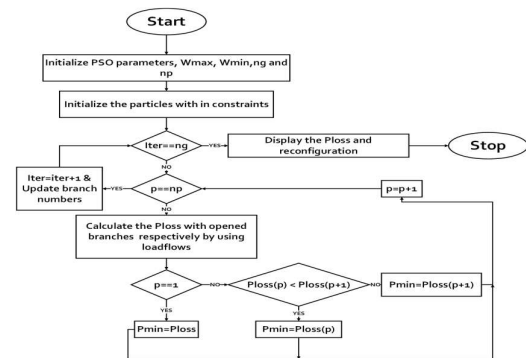 Start
Initialize PSO parameters, Wmax, Wmin,ng and
np
Initialize the particles with in constraints
Iter==ng
YES
Display the Ploss and
reconfiguration
Stop
NO
Iter=iter+1 &
Update branch
numbers
YES
p==np
p=p+1
NO
Calculate the Ploss with opened
branches respectively by using
loadflows
p==1
NO
Ploss(p) < Ploss(p+1)
NO
Pmin=Ploss(p+1)
YES
YES
Pmin=Ploss
Pmin=Ploss(p)